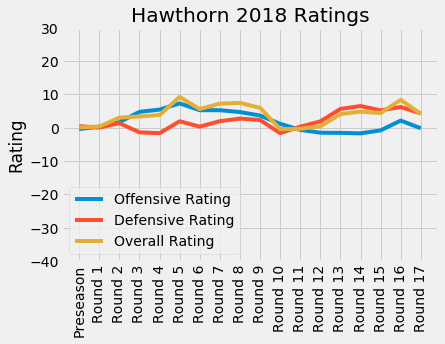 Hawthorn 2018 Ratings
Rating
30
20
10
0
−10
−20
−30
−40
Offensive Rating
Defensive Rating
Overall Rating
Preseason
Round 1
Round 2
Round 3
Round 4
Round 5
Round 6
Round 7
Round 8
Round 9
Round 10
Round 11
Round 12
Round 13
Round 14
Round 15
Round 16
Round 17